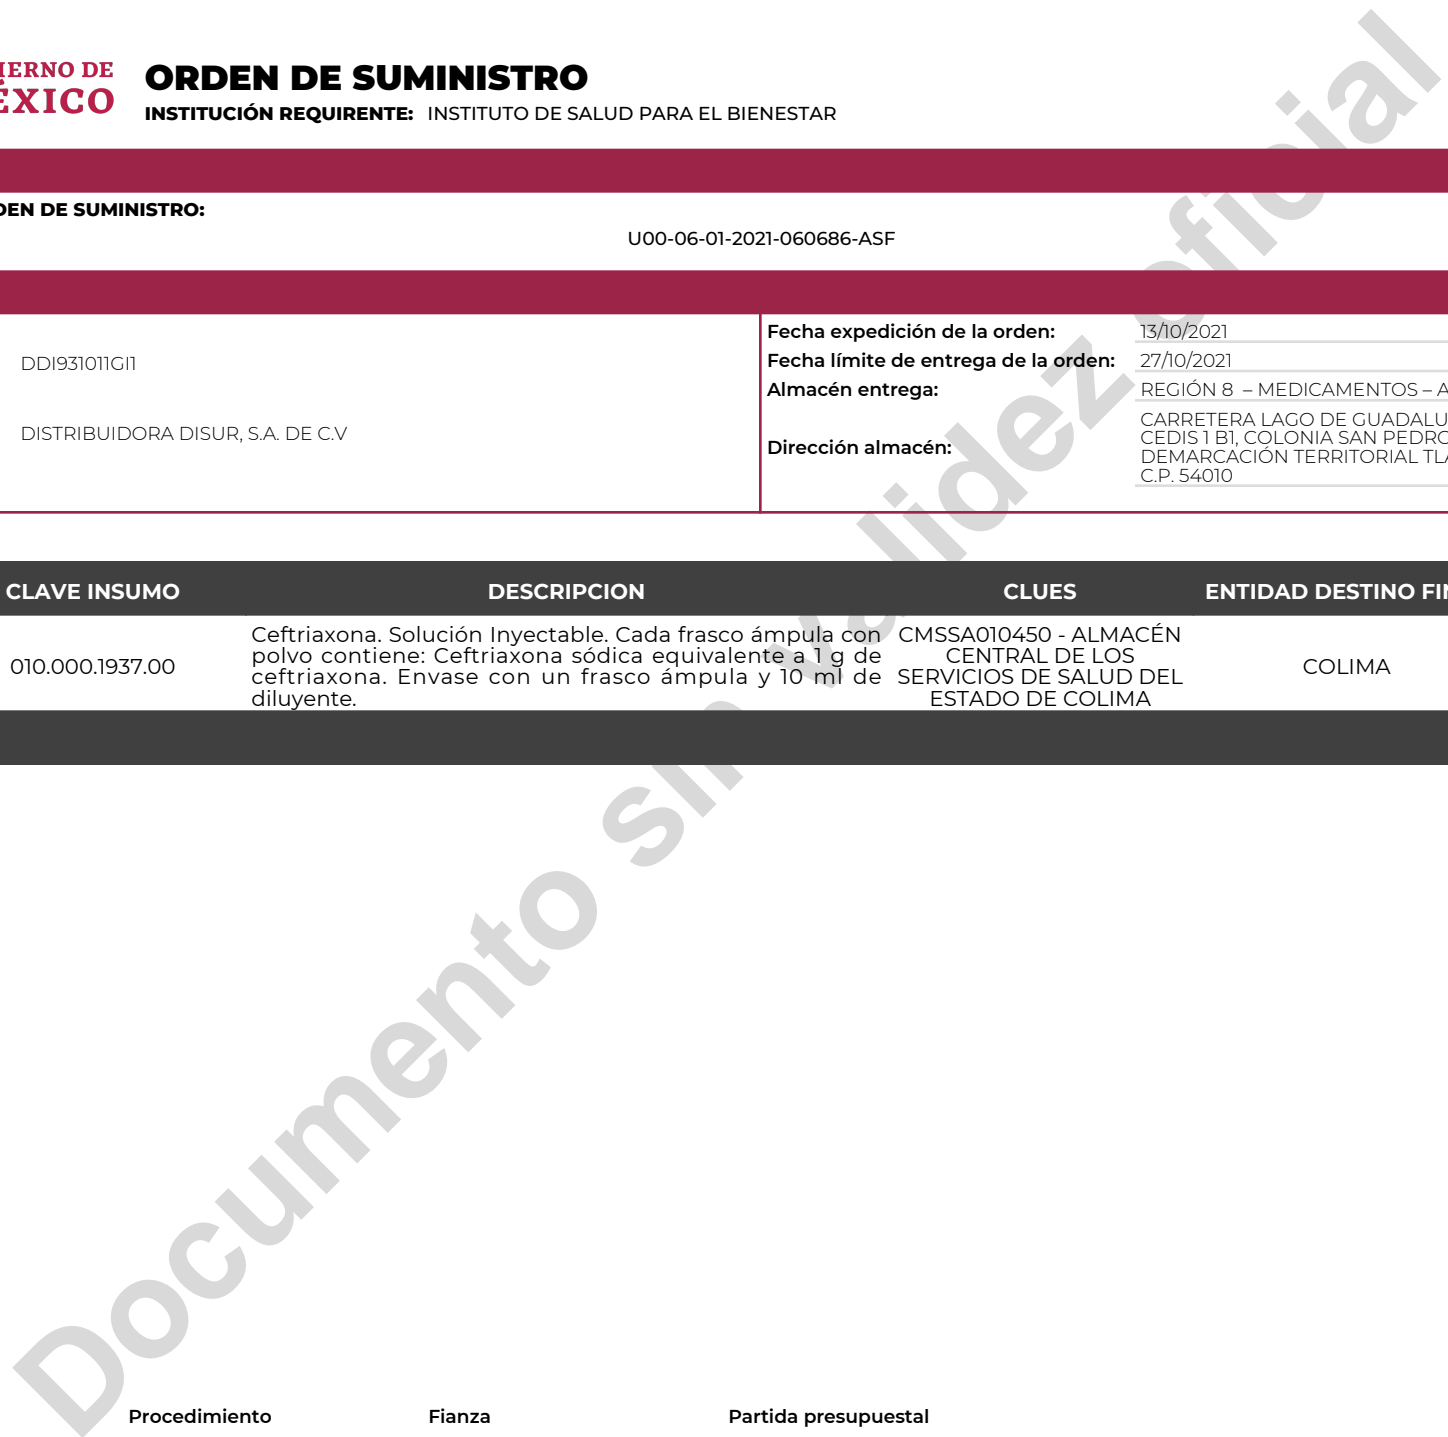 IERNO DE
ÉXICO
ORDEN DE SUMINISTRO
INSTITUCIÓN REQUIRENTE: INSTITUTO DE SALUD PARA EL BIENESTAR
DEN DE SUMINISTRO:
U00-06-01-2021-060686-ASF
DDI931011GI1
DISTRIBUIDORA DISUR, S.A. DE C.V
Fecha expedición de la orden: 13/10/2021
Fecha límite de entrega de la orden: 27/10/2021
Almacén entrega: REGIÓN 8 – MEDICAMENTOS – A
Dirección almacén:
CARRETERA LAGO DE GUADALU
CEDIS 1 B1, COLONIA SAN PEDRO
DEMARCACIÓN TERRITORIAL TLA
C.P. 54010
CLAVE INSUMO DESCRIPCION CLUES ENTIDAD DESTINO FIN
010.000.1937.00
Ceftriaxona. Solución Inyectable. Cada frasco ámpula con
polvo contiene: Ceftriaxona sódica equivalente a 1 g de
ceftriaxona. Envase con un frasco ámpula y 10 ml de
diluyente.
CMSSA010450 - ALMACÉN
CENTRAL DE LOS
SERVICIOS DE SALUD DEL
ESTADO DE COLIMA
COLIMA
Documento sin validez oficial
Procedimiento Fianza Partida presupuestal